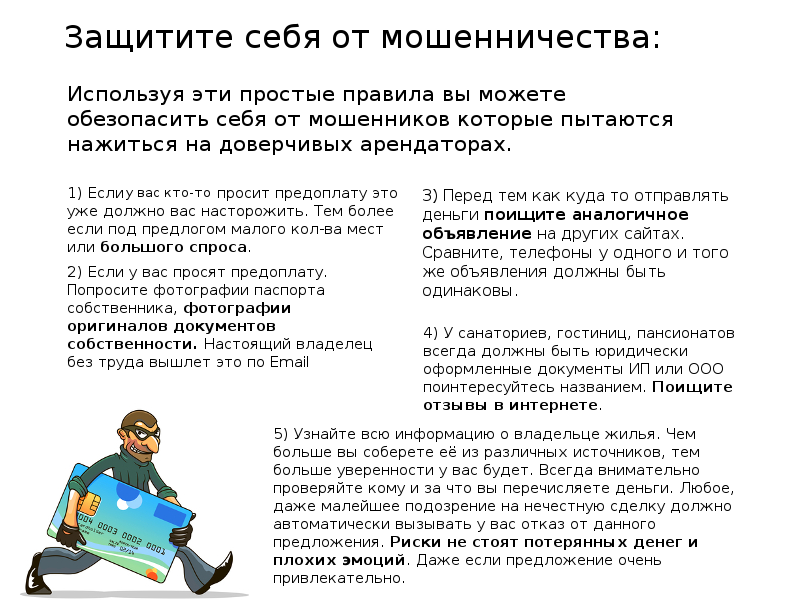 Защитите себя от мошенничества:
Используя эти простые правила вы можете
обезопасить себя от мошенников которые пытаются
нажиться на доверчивых арендаторах.
1) Если у вас кто-то просит предоплату это
уже должно вас насторожить. Тем более
если под предлогом малого кол-ва мест
или большого спроса.
2) Если у вас просят предоплату.
Попросите фотографии паспорта
собственника, фотографии
оригиналов документов
собственности. Настоящий владелец
без труда вышлет это по Email
3) Перед тем как куда то отправлять
деньги поищите аналогичное
объявление на других сайтах.
Сравните, телефоны у одного и того
же объявления должны быть
одинаковы.
4) У санаториев, гостиниц, пансионатов
всегда должны быть юридически
оформленные документы ИП или ООО
поинтересуйтесь названием. Поищите
отзывы в интернете.
5) Узнайте всю информацию о владельце жилья. Чем
больше вы соберете её из различных источников, тем
больше уверенности у вас будет. Всегда внимательно
проверяйте кому и за что вы перечисляете деньги. Любое,
даже малейшее подозрение на нечестную сделку должно
автоматически вызывать у вас отказ от данного
предложения. Риски не стоят потерянных денег и
плохих эмоций. Даже если предложение очень
привлекательно.
0004 0003 0002 0001